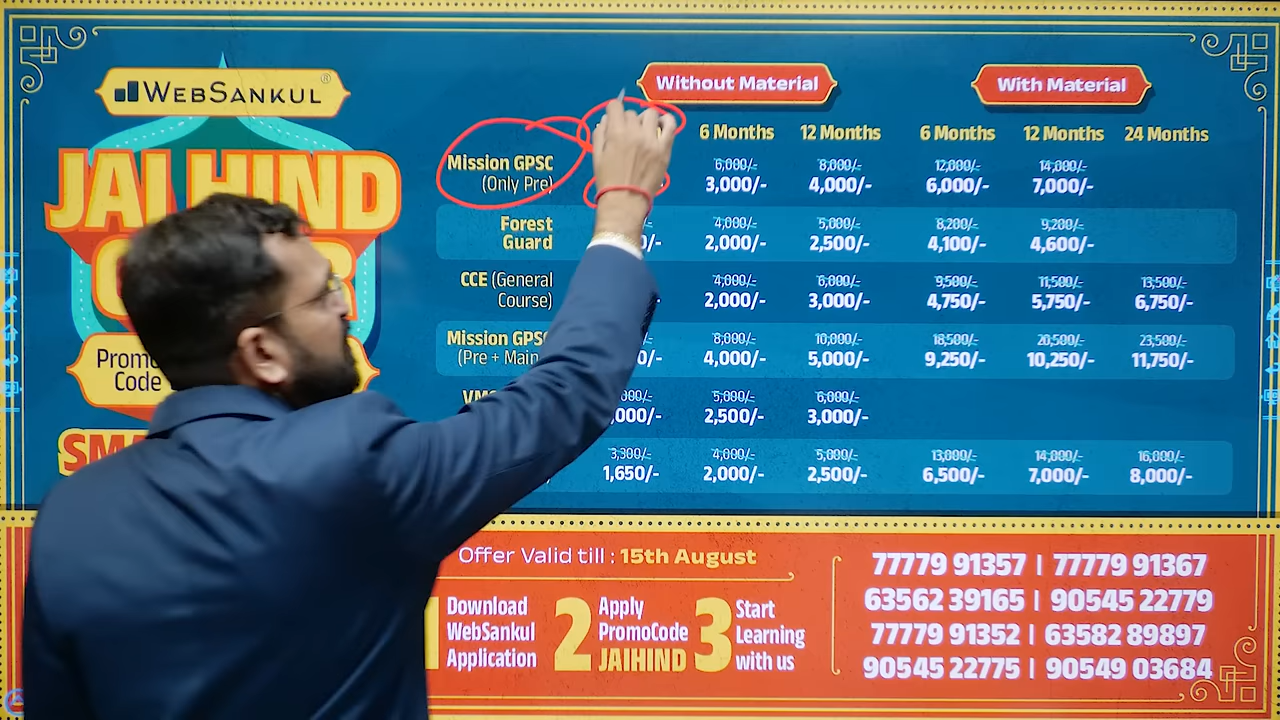 WEBSANKUL®
JAI HIND
Without Material
With Material
6 Months 12 Months 6 Months 12 Months 24 Months
Mission GPSC
(Only Pre)
6,000/- 8,000/- 12,000/- 14,000/-
3,000/- 4,000/- 6,000/- 7,000/-
Forest
Guard
4,000/- 5,000/- 8,200/- 9,200/-
2,000/- 2,500/- 4,100/- 4,600/-
CCE (General
Course)
4,000/- 6,000/- 9,500/- 11,500/- 13,500/-
2,000/- 3,000/- 4,750/- 5,750/- 6,750/-
Mission GPSC
(Pre + Main
8,000/- 10,000/- 18,500/- 20,500/- 23,500/-
4,000/- 5,000/- 9,250/- 10,250/- 11,750/-
5,000/- 6,000/-
2,500/- 3,000/-
3,300/- 4,000/- 5,000/- 13,000/- 14,000/- 16,000/-
1,650/- 2,000/- 2,500/- 6,500/- 7,000/- 8,000/-
Code
Offer Valid till : 15th August
1 Download
WebSankul
Application
2 Apply
PromoCode
JAIHIND
3 Start
Learning
with us
77779 91357 | 77779 91367
63562 39165 | 90545 22779
77779 91352 | 63582 89897
90545 22775 | 90549 03684